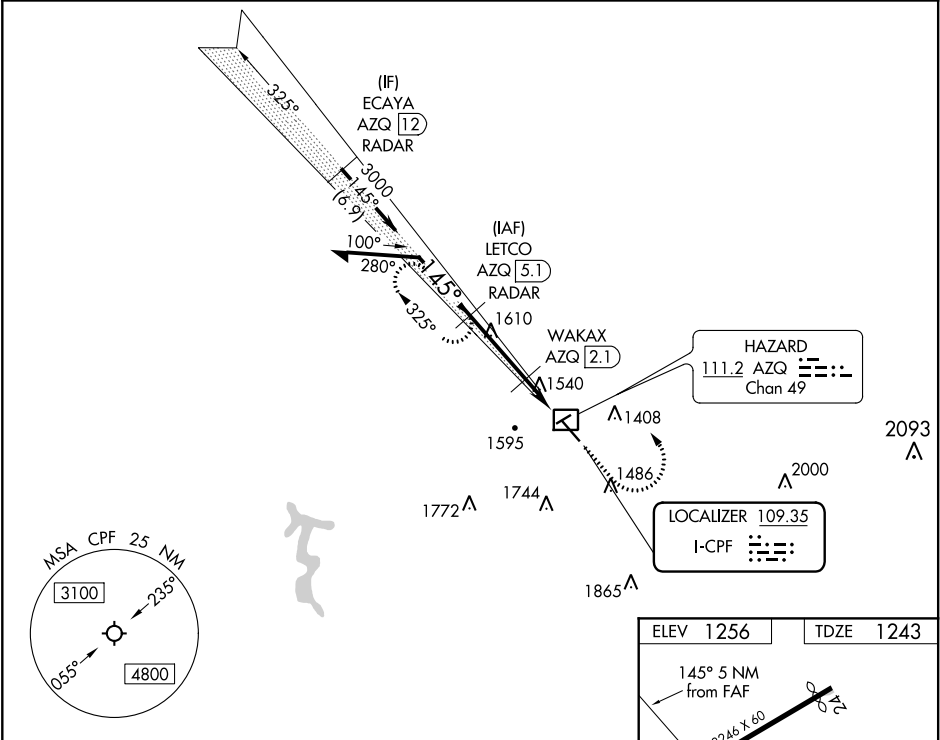 (IF)
ECAYA
AZQ 12
RADAR
325°
3000
145°
(6.9)
(IAF)
LETCO
AZQ 5.1
RADAR
100°
280°
145°
325°
1610
WAKAX
AZQ 2.1
1540
HAZARD
111.2 AZQ
Chan 49
1408
1595
2093
1486
2000
1772
1744
LOCALIZER 109.35
I-CPF
1865
MSA CPF 25 NM
3100
235°
055°
4800
ELEV 1256
TDZE 1243
145° 5 NM
from FAF
24